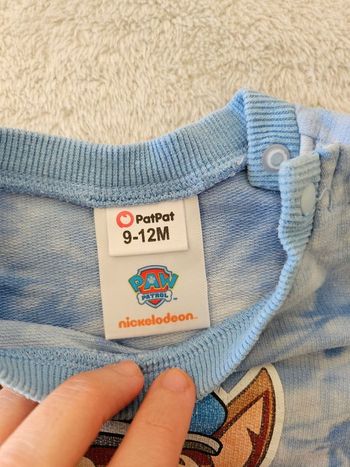 PatPat
9-12M
PAW
PATROL
nickelodeon